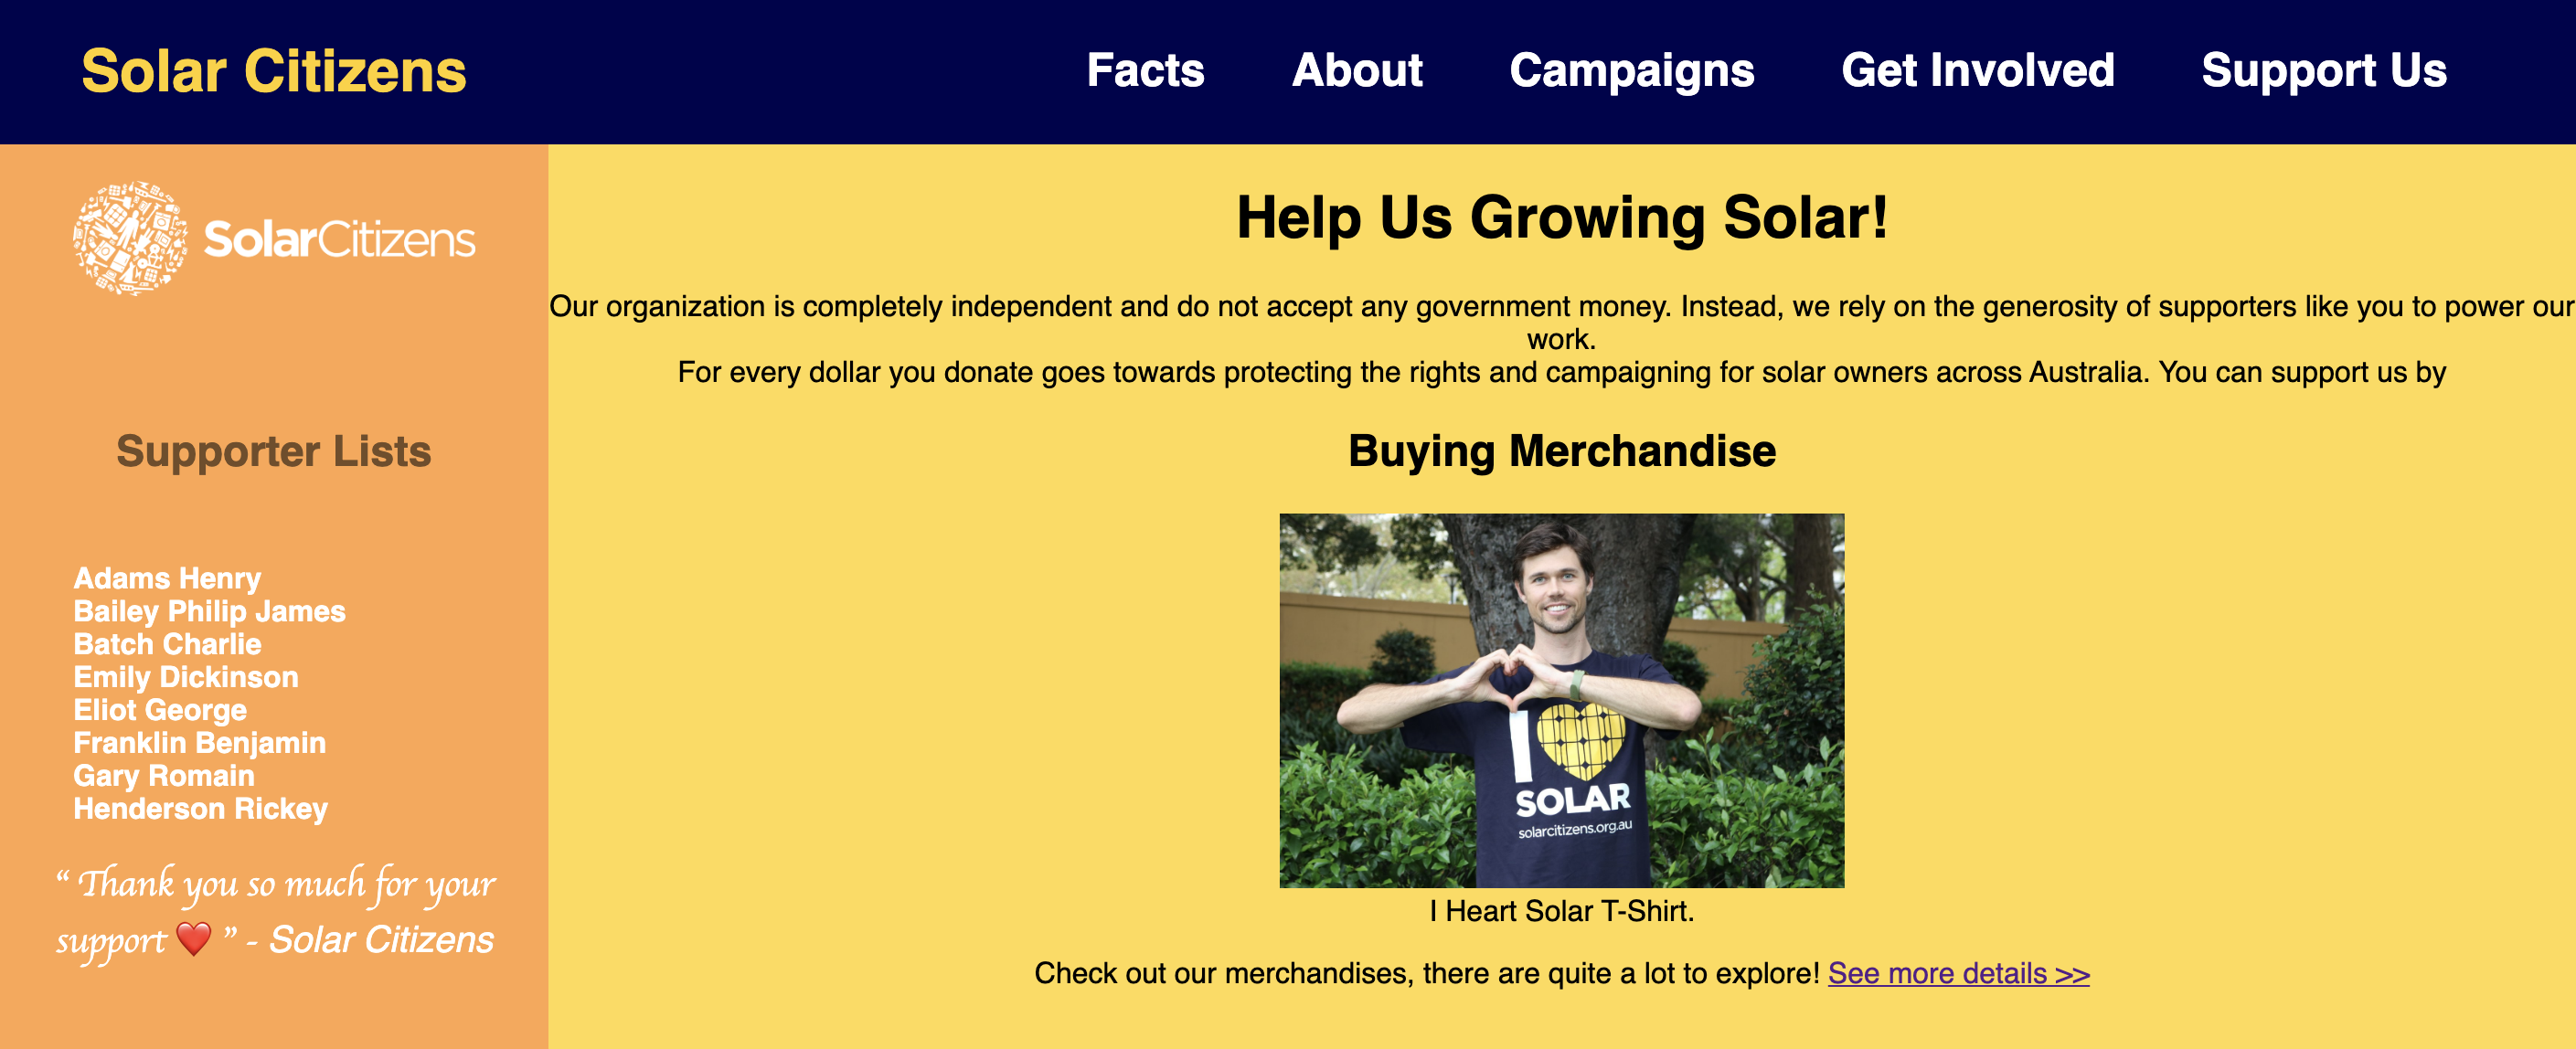 Solar Citizens
Facts About Campaigns Get Involved Support Us
SolarCitizens
Supporter Lists
Adams Henry
Bailey Philip James
Batch Charlie
Emily Dickinson
Eliot George
Franklin Benjamin
Gary Romain
Henderson Rickey
“ Thank you so much for your
support ❤️ ” - Solar Citizens
Help Us Growing Solar!
Our organization is completely independent and do not accept any government money. Instead, we rely on the generosity of supporters like you to power our
work.
For every dollar you donate goes towards protecting the rights and campaigning for solar owners across Australia. You can support us by
Buying Merchandise
I
SOLAR
solarcitizens.org.au
I Heart Solar T-Shirt.
Check out our merchandises, there are quite a lot to explore! See more details >>